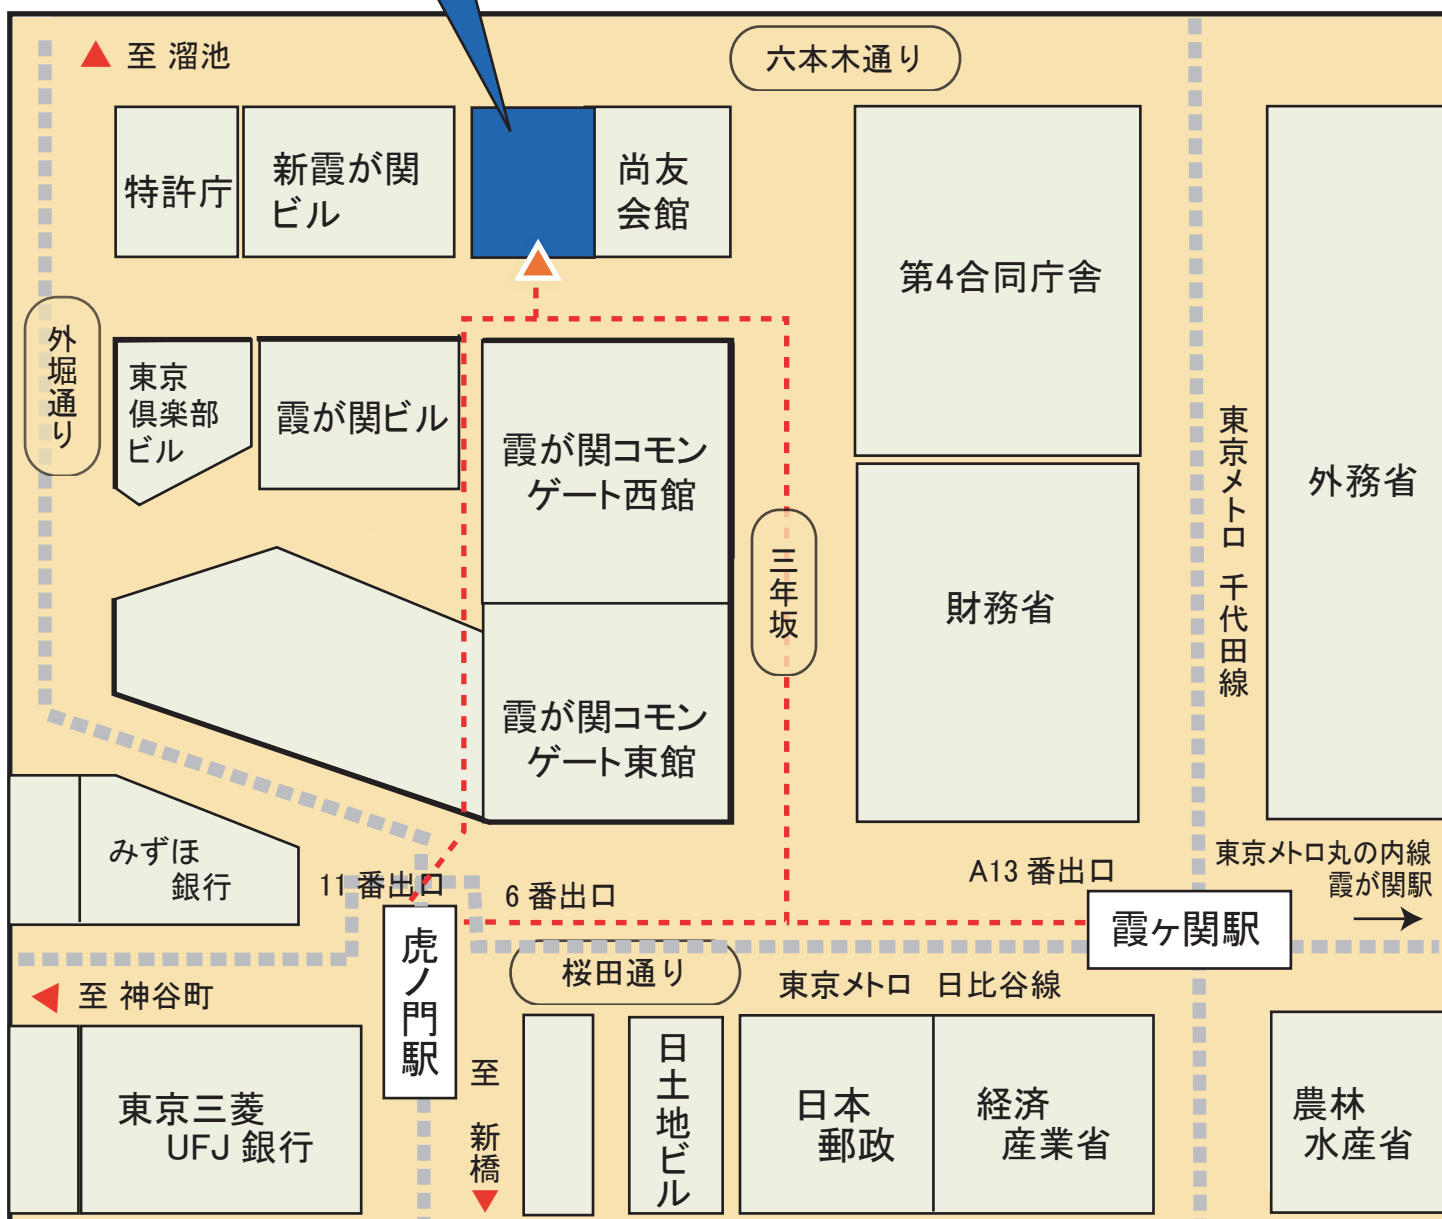 至 溜池
六本木通り
特許庁
新霞が関
ビル
尚友
会館
第4合同庁舎
外堀通り
東京
倶楽部
ビル
霞が関ビル
霞が関コモン
ゲート西館
三年坂
財務省
東京メトロ 千代田線
外務省
霞が関コモン
ゲート東館
みずほ
銀行
11 番出口
6 番出口
A13 番出口
東京メトロ丸の内線
霞が関駅
霞ヶ関駅
虎ノ門駅
桜田通り
東京メトロ 日比谷線
至 神谷町
至 新橋
東京三菱
UFJ 銀行
日土地ビル
日本
郵政
経済
産業省
農林
水産省